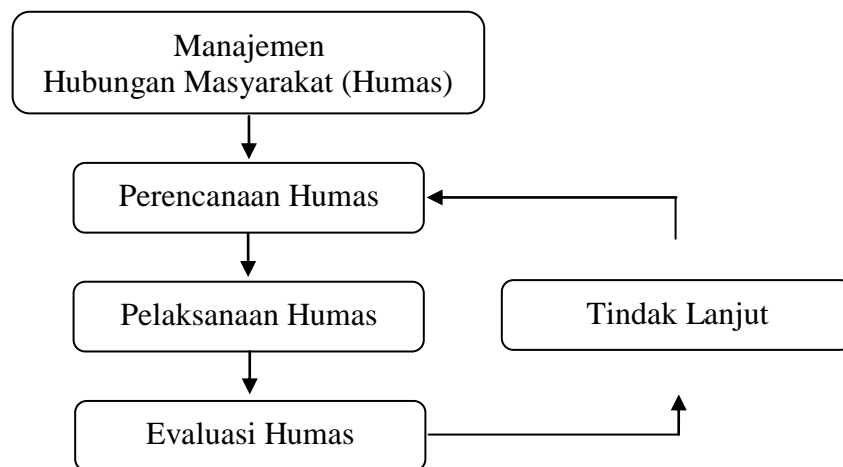 Manajemen
Hubungan Masyarakat (Humas)
Perencanaan Humas
Pelaksanaan Humas
Tindak Lanjut
Evaluasi Humas